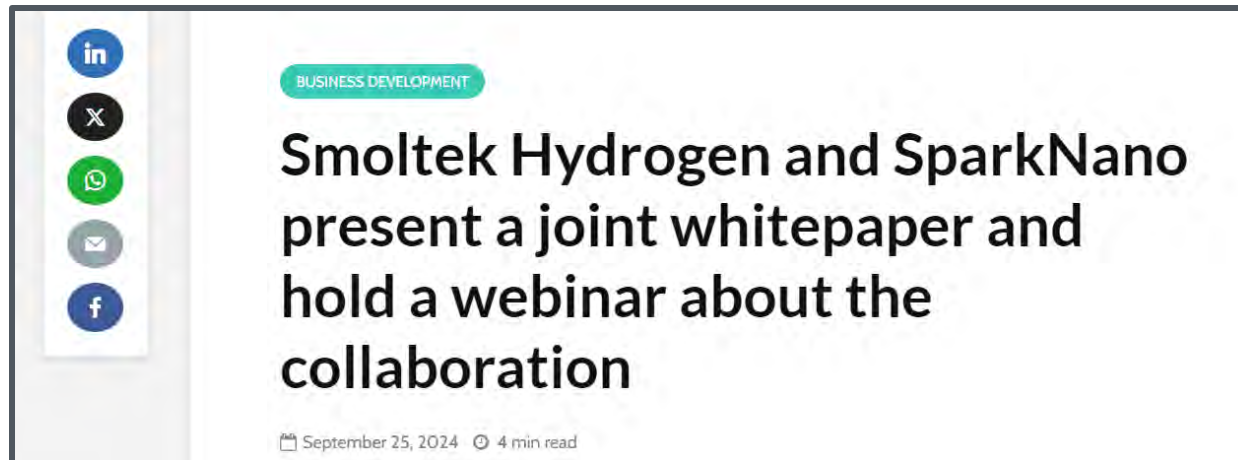 in
X
f
BUSINESS DEVELOPMENT
Smoltek Hydrogen and SparkNano
present a joint whitepaper and
hold a webinar about the
collaboration
September 25, 2024 4 min read